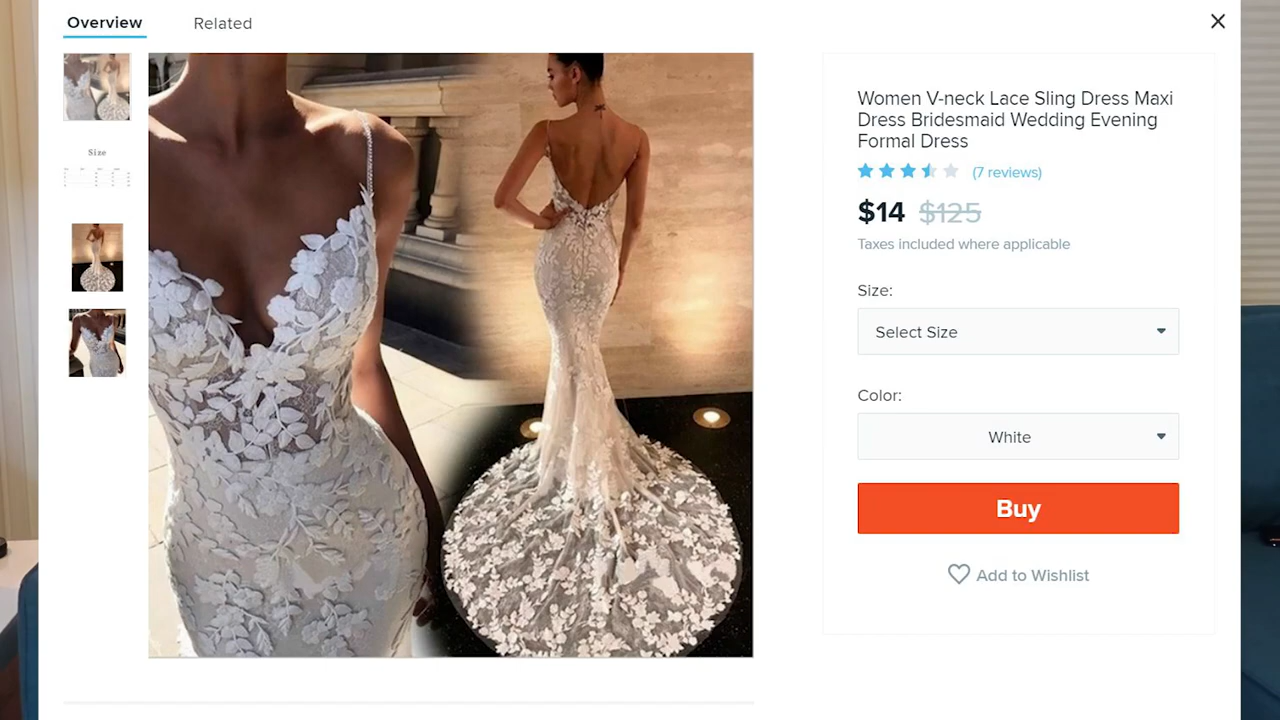 Overview
Related
Size
Women V-neck Lace Sling Dress Maxi
Dress Bridesmaid Wedding Evening
Formal Dress
(7 reviews)
$14 $125
Taxes included where applicable
Size:
Select Size
Color:
White
Buy
Add to Wishlist